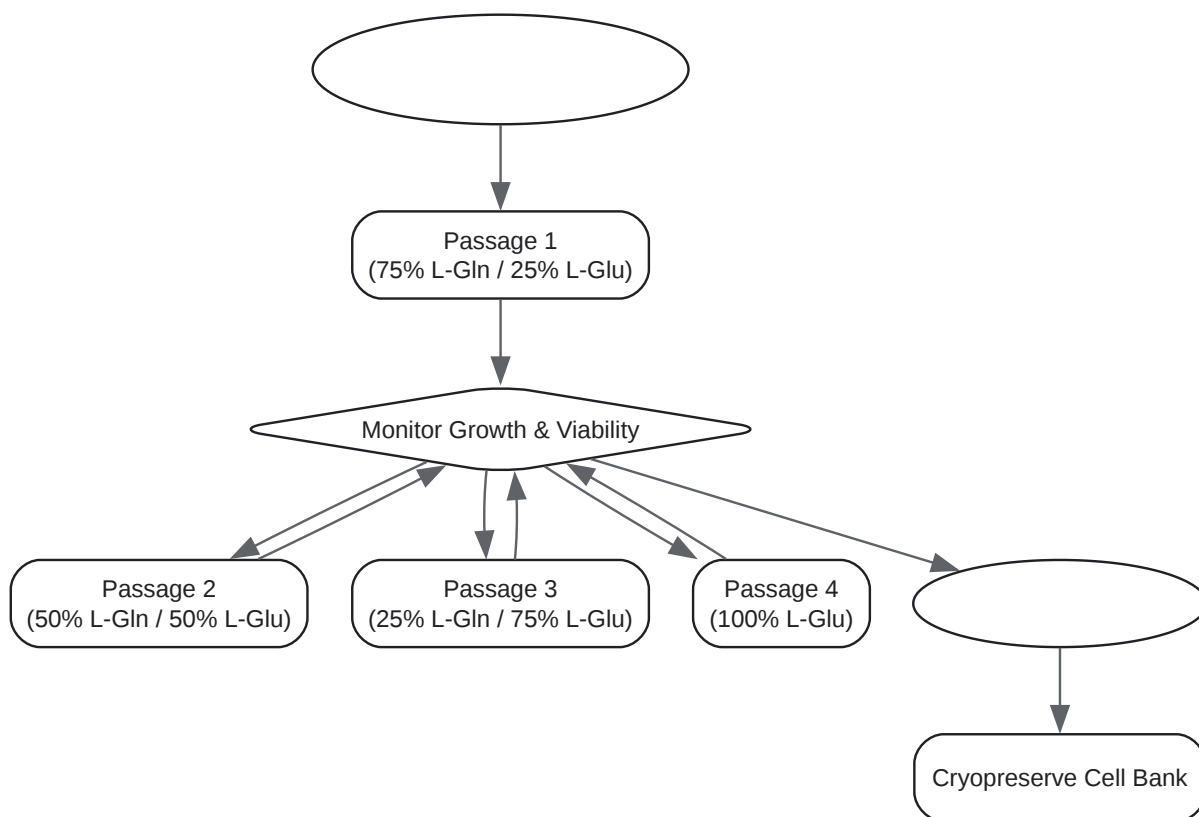 Passage 1
(75% L-Gln / 25% L-Glu)
Monitor Growth & Viability
Passage 2
(50% L-Gln / 50% L-Glu)
Passage 3
(25% L-Gln / 75% L-Glu)
Passage 4
(100% L-Glu)
Cryopreserve Cell Bank